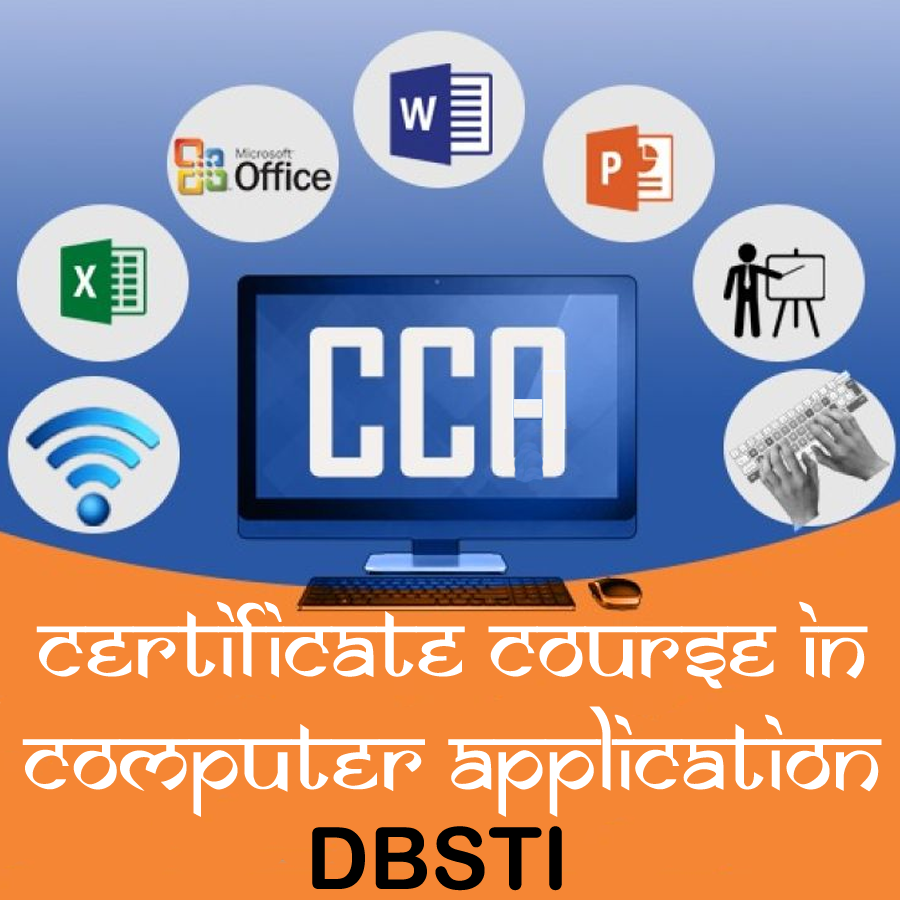 Microsoft
Office
W
P
X
CCA
certificate course in
computer application
DBSTI